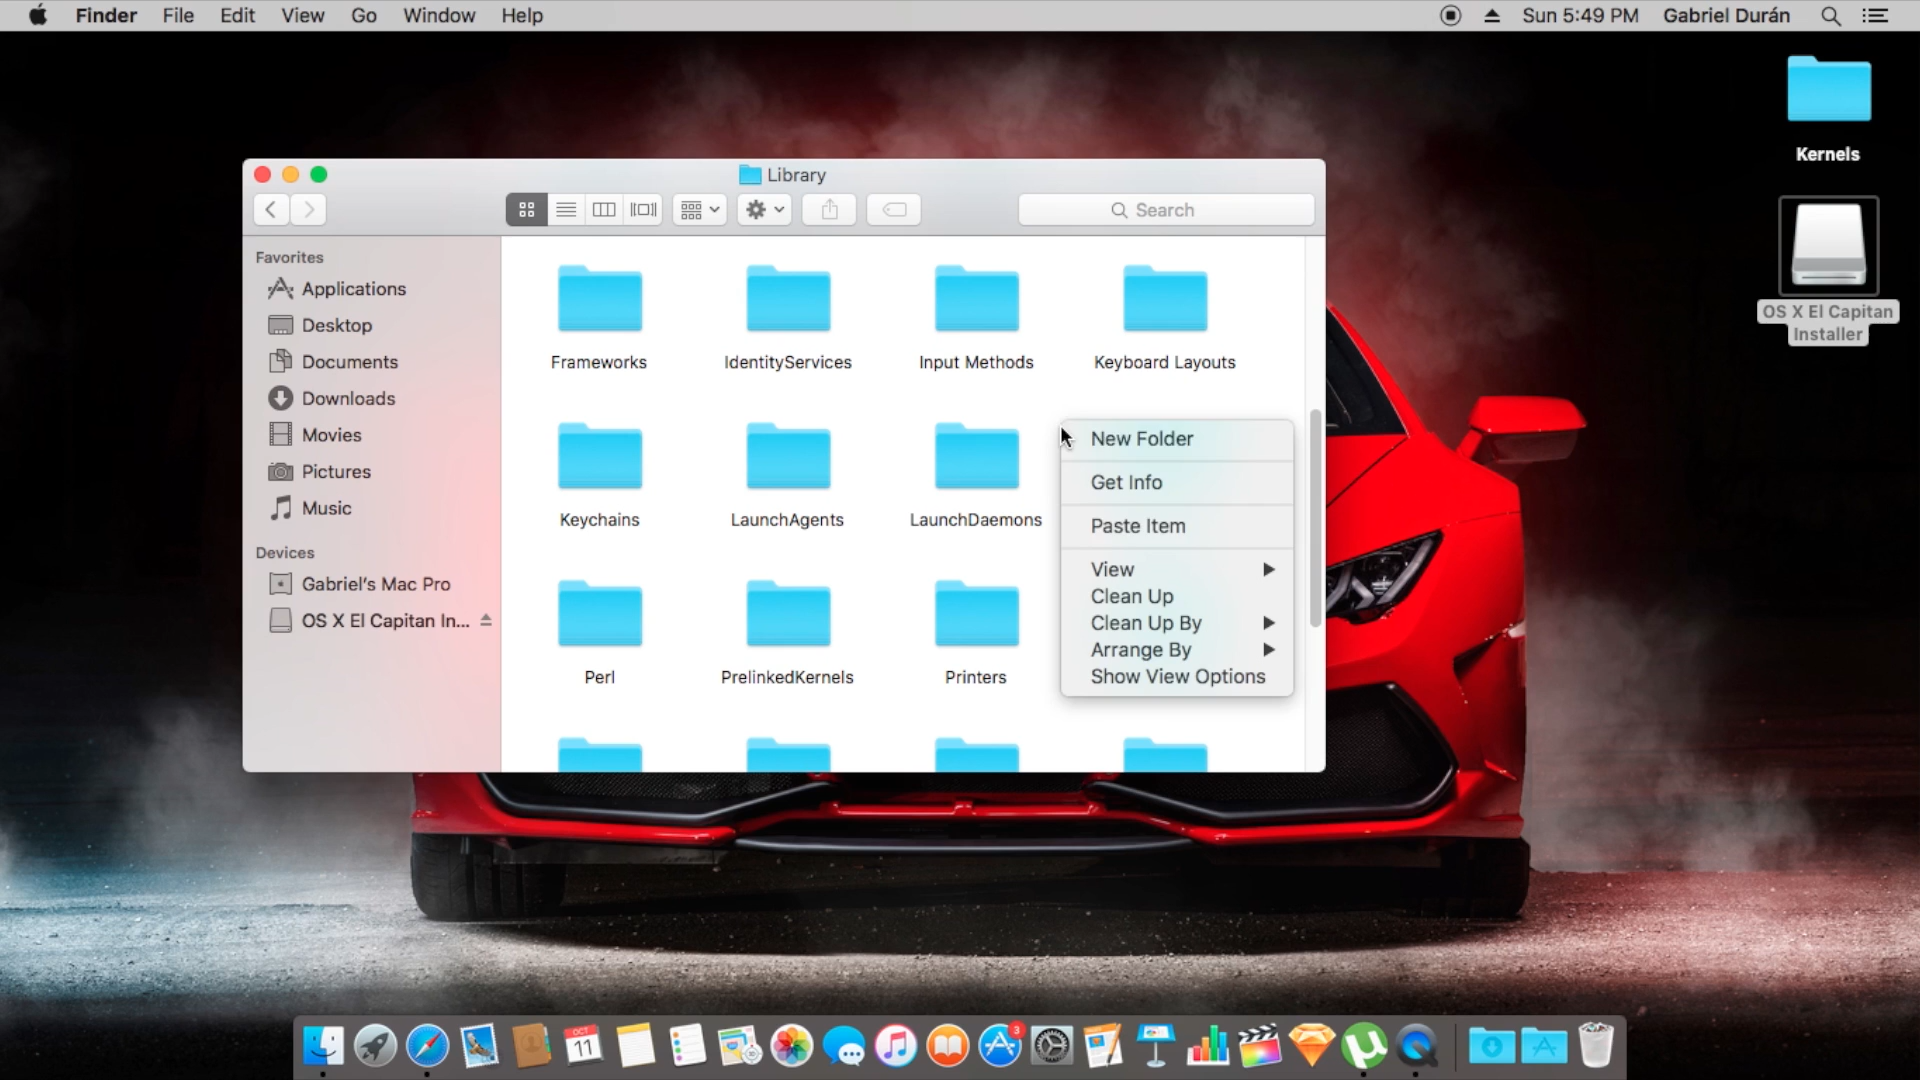 Finder File Edit View Go Window Help
Sun 5:49 PM Gabriel Durán
Kernels
OS X El Capitan
Installer
Library
Search
Favorites
Applications
Desktop
Documents
Downloads
Movies
Pictures
Music
Devices
Gabriel's Mac Pro
OS X El Capitan In...
Frameworks IdentityServices Input Methods Keyboard Layouts
Keychains LaunchAgents LaunchDaemons
Perl PrelinkedKernels Printers
New Folder
Get Info
Paste Item
View
Clean Up
Clean Up By
Arrange By
Show View Options
OCT
11
3